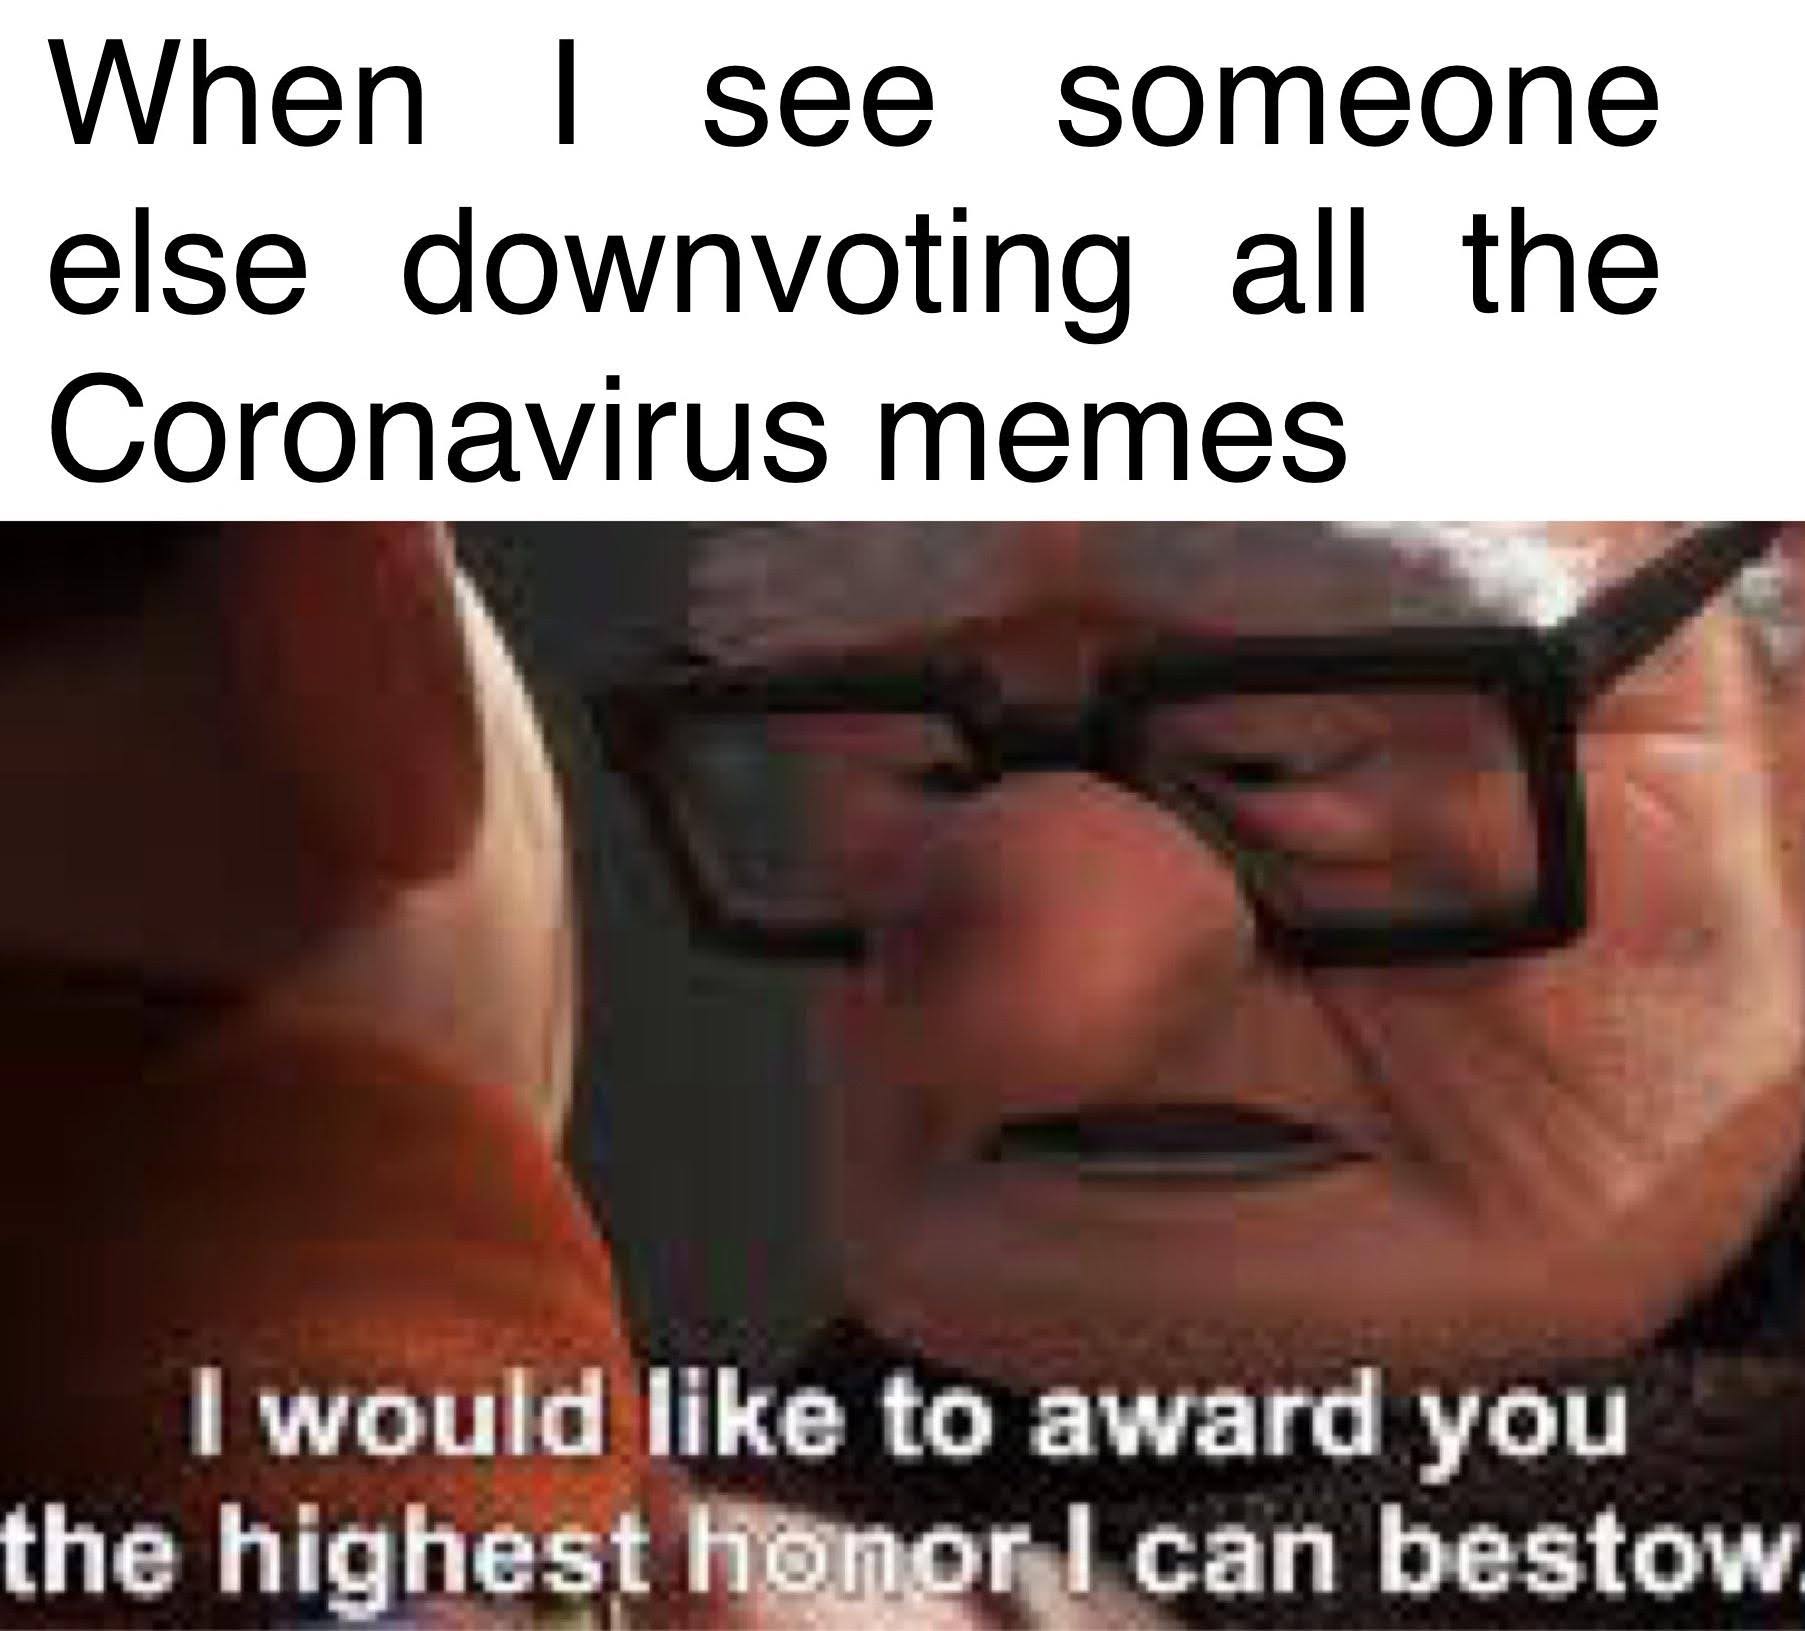 When I see someone
else downvoting all the
Coronavirus memes
I would like to award you
the highest honor I can bestow.